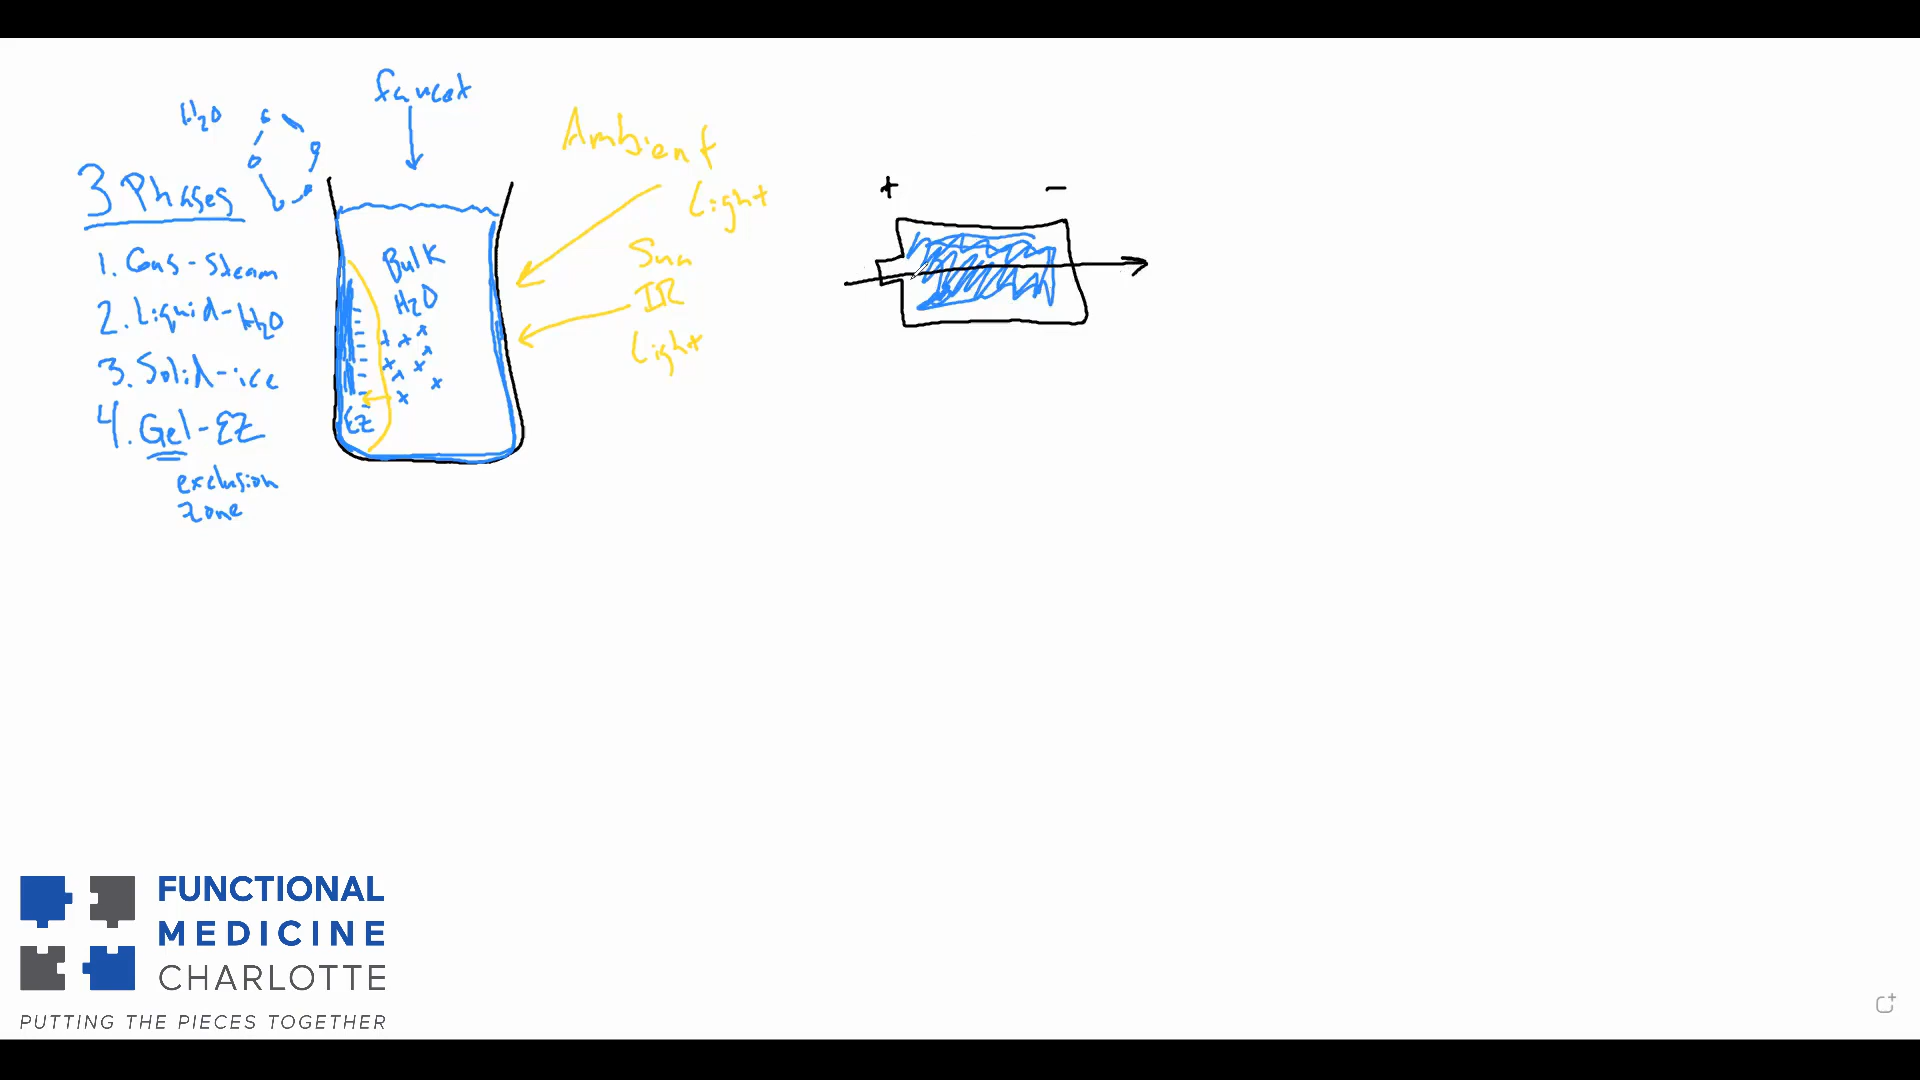 faucet
H2O
3 Phases
1. Gas - Steam
2. Liquid - H2O
3. Solid - ice
4. Gel - EZ
exclusion
zone
Bulk
H2O
EZ
Ambient
Light
Sun
IR
Light
+ -
FUNCTIONAL
MEDICINE
CHARLOTTE
PUTTING THE PIECES TOGETHER